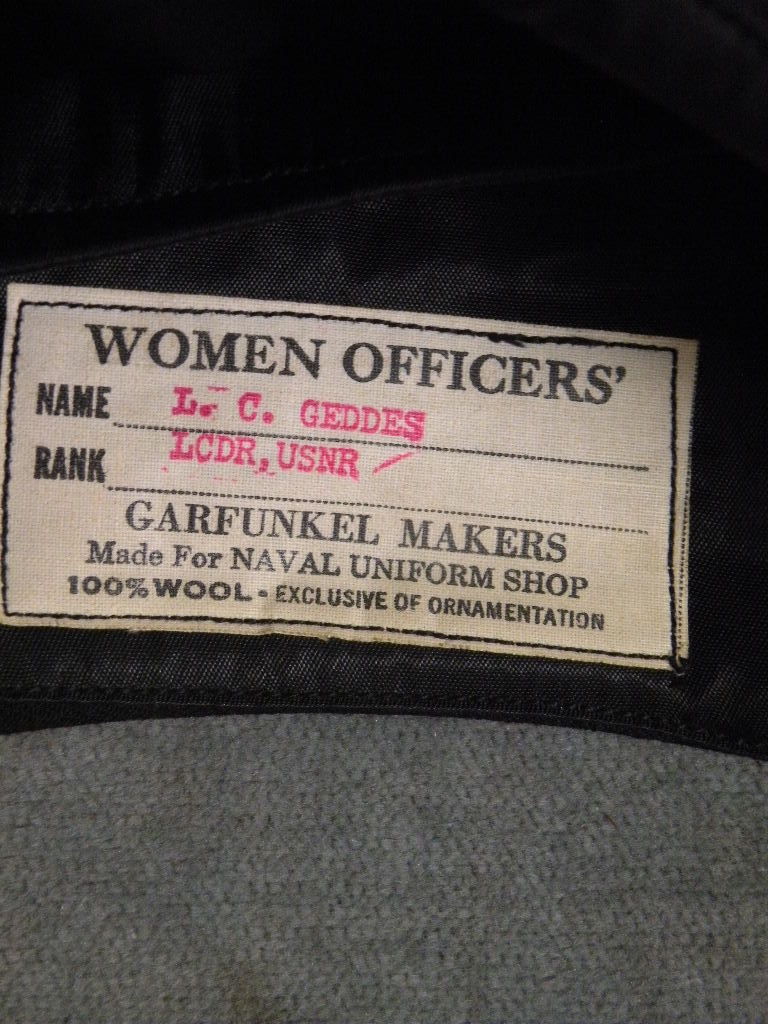 WOMEN OFFICERS'
NAME L. C. GEDDES
RANK LCDR, USNR
GARFUNKEL MAKERS
Made For NAVAL UNIFORM SHOP
100% WOOL - EXCLUSIVE OF ORNAMENTATION